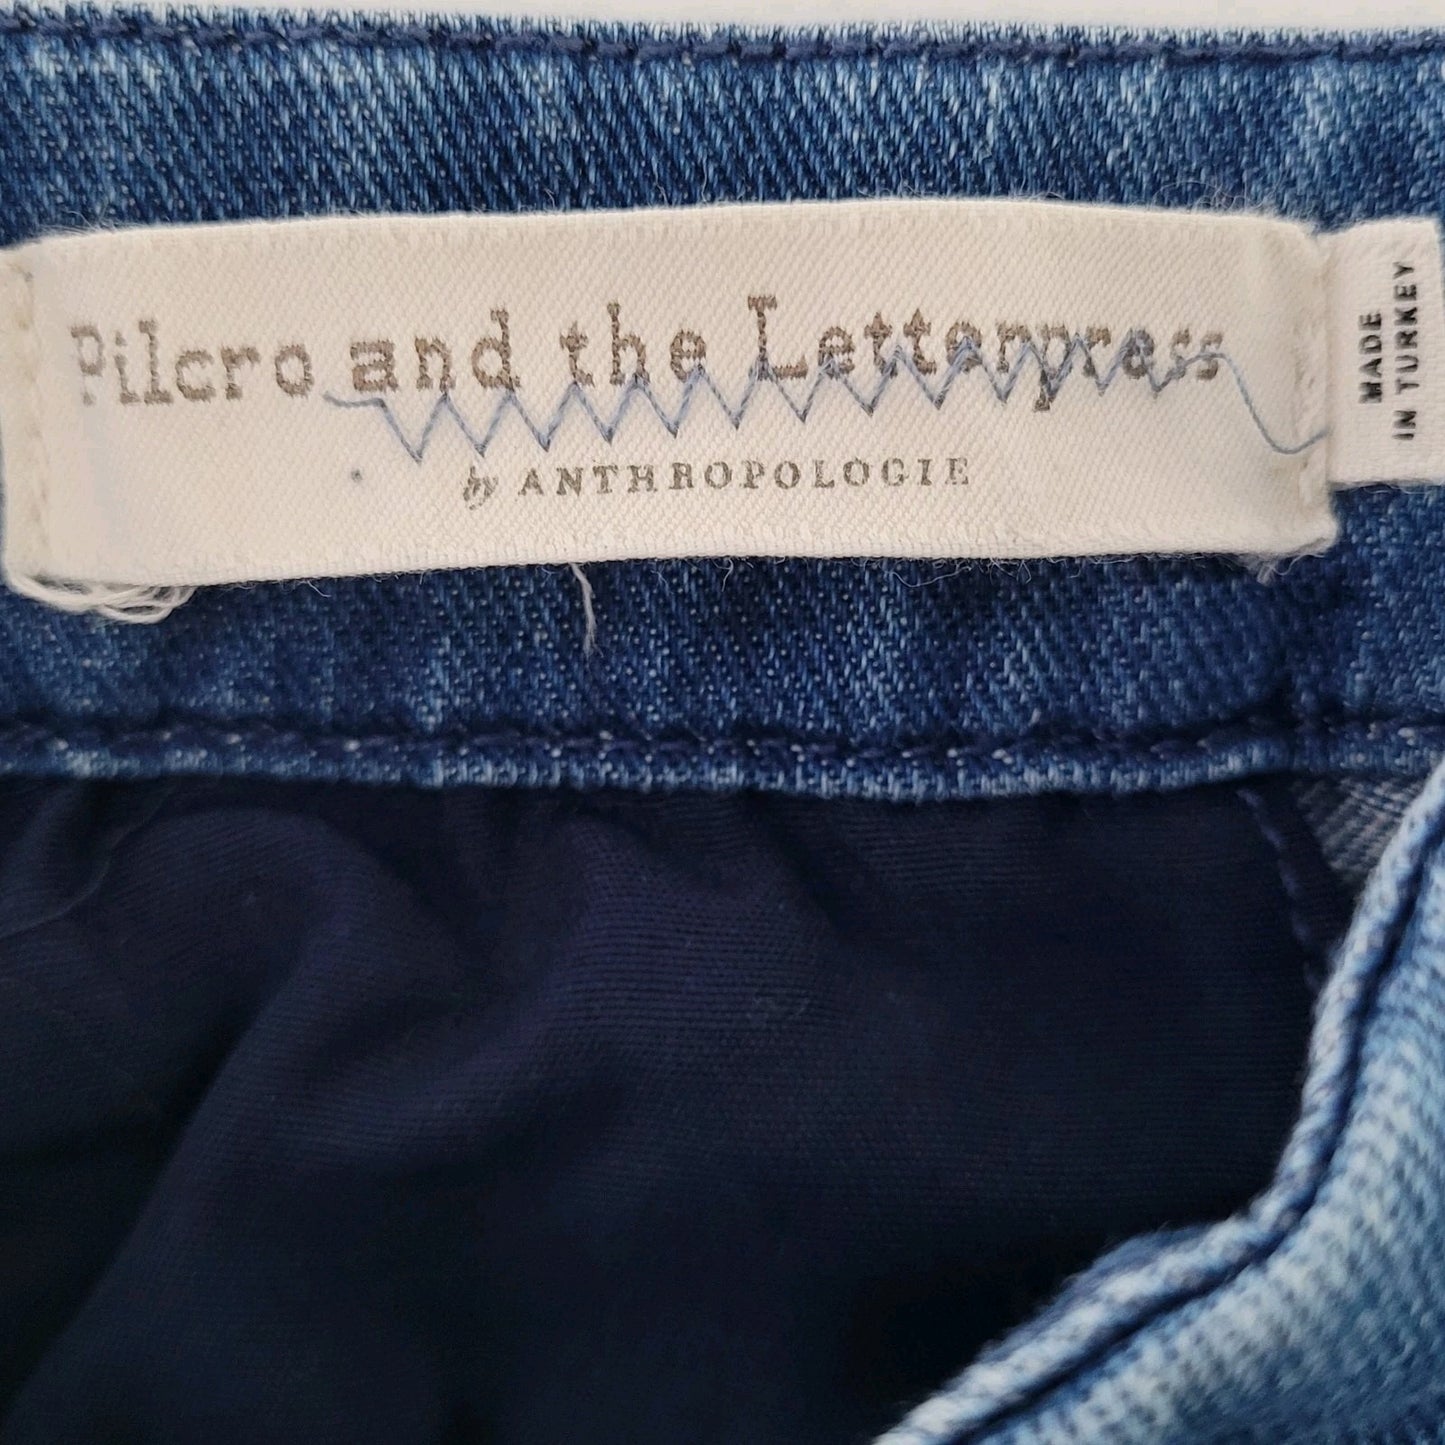 Pilcro and the Letterpress
by ANTHROPOLOGIE
MADE
IN TURKEY